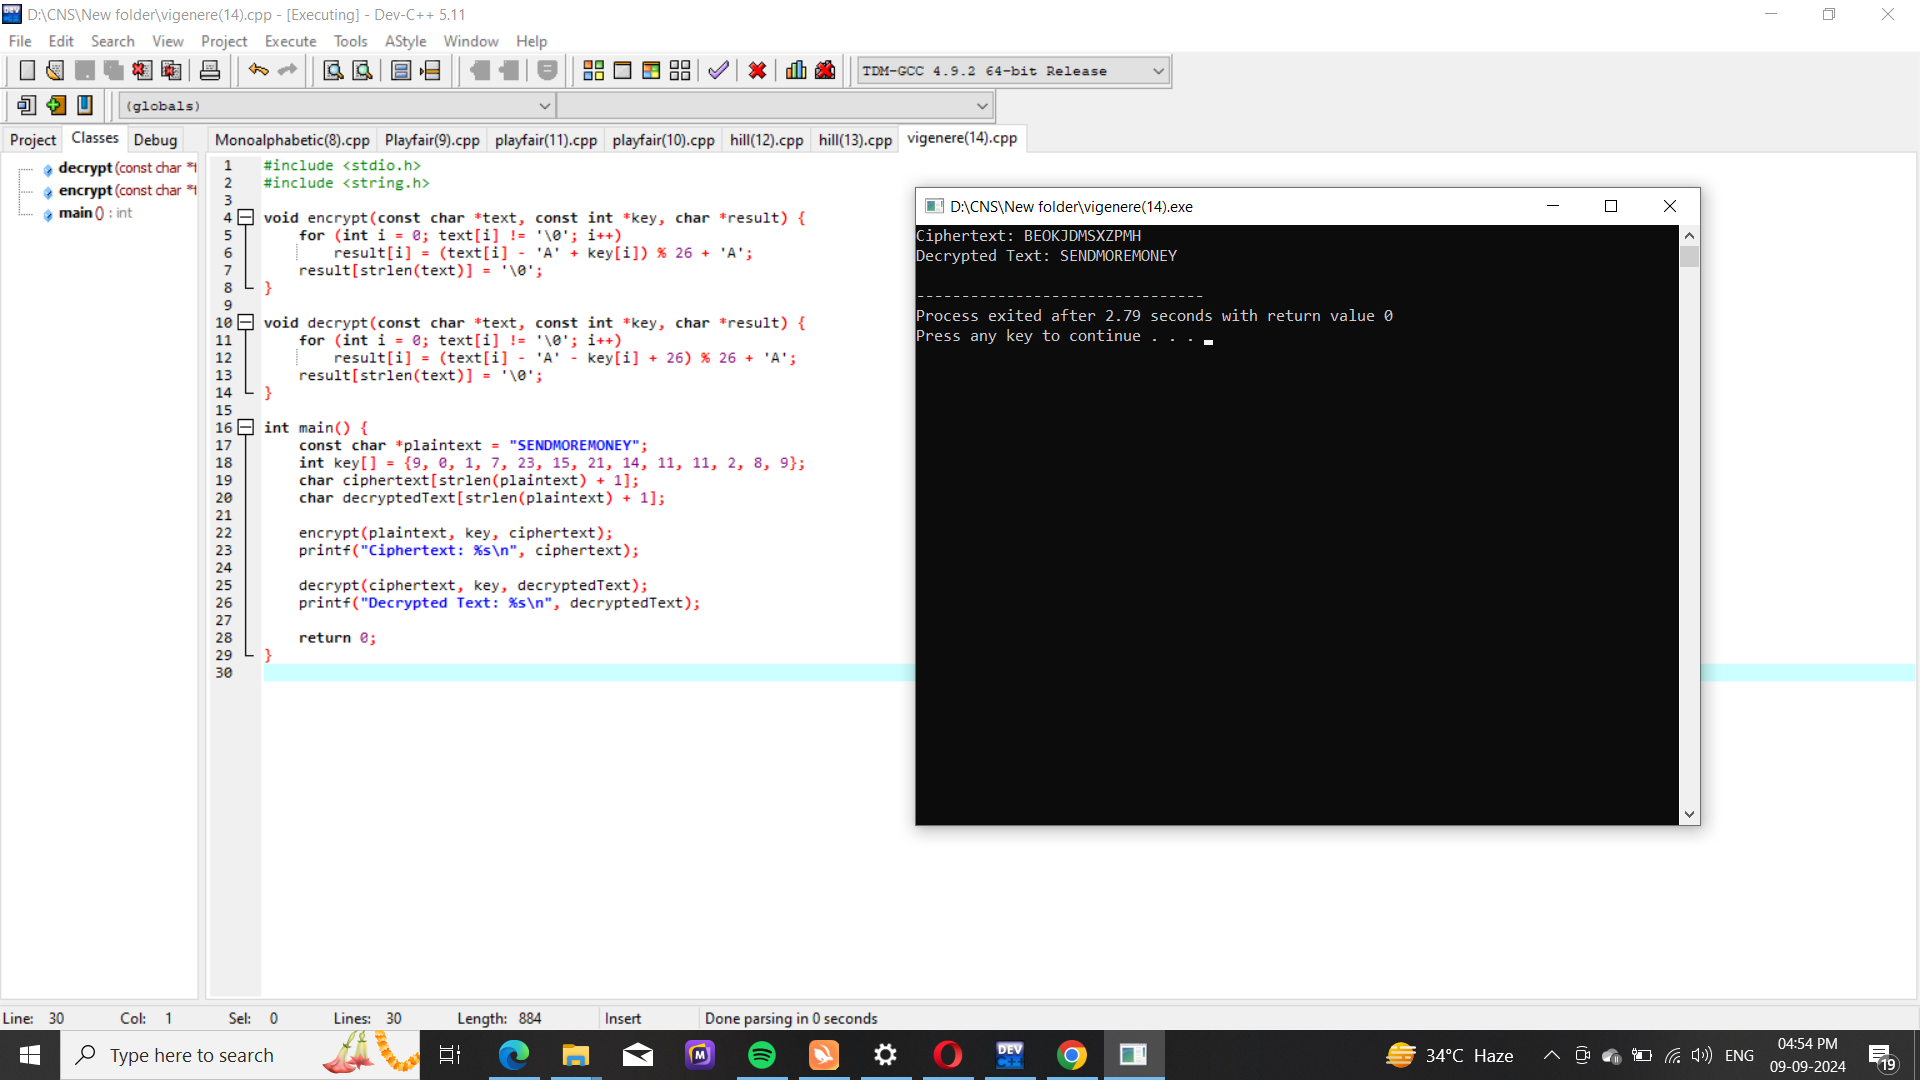 D:\CNS\New folder\vigenere(14).cpp - [Executing] - Dev-C++ 5.11
File Edit Search View Project Execute Tools AStyle Window Help
TDM-GCC 4.9.2 64-bit Release
(globals)
Project Classes Debug
Monoalphabetic(8).cpp Playfair(9).cpp playfair(11).cpp playfair(10).cpp hill(12).cpp hill(13).cpp vigenere(14).cpp
decrypt (const char *t
encrypt (const char *t
main () : int
1 #include <stdio.h>
2 #include <string.h>
3
4 void encrypt(const char *text, const int *key, char *result) {
5 for (int i = 0; text[i] != '\0'; i++)
6 result[i] = (text[i] - 'A' + key[i]) % 26 + 'A';
7 result[strlen(text)] = '\0';
8 }
9
10 void decrypt(const char *text, const int *key, char *result) {
11 for (int i = 0; text[i] != '\0'; i++)
12 result[i] = (text[i] - 'A' - key[i] + 26) % 26 + 'A';
13 result[strlen(text)] = '\0';
14 }
15
16 int main() {
17 const char *plaintext = "SENDMOREMONEY";
18 int key[] = {9, 0, 1, 7, 23, 15, 21, 14, 11, 11, 2, 8, 9};
19 char ciphertext[strlen(plaintext) + 1];
20 char decryptedText[strlen(plaintext) + 1];
21
22 encrypt(plaintext, key, ciphertext);
23 printf("Ciphertext: %s\n", ciphertext);
24
25 decrypt(ciphertext, key, decryptedText);
26 printf("Decrypted Text: %s\n", decryptedText);
27
28 return 0;
29 }
30
D:\CNS\New folder\vigenere(14).exe
Ciphertext: BEOKJDMSXZPMH
Decrypted Text: SENDMOREMONEY
--------------------------------
Process exited after 2.79 seconds with return value 0
Press any key to continue . . .
Line: 30 Col: 1 Sel: 0 Lines: 30 Length: 884 Insert Done parsing in 0 seconds
Type here to search
DEV C++
34°C Haze
ENG
04:54 PM
09-09-2024
19